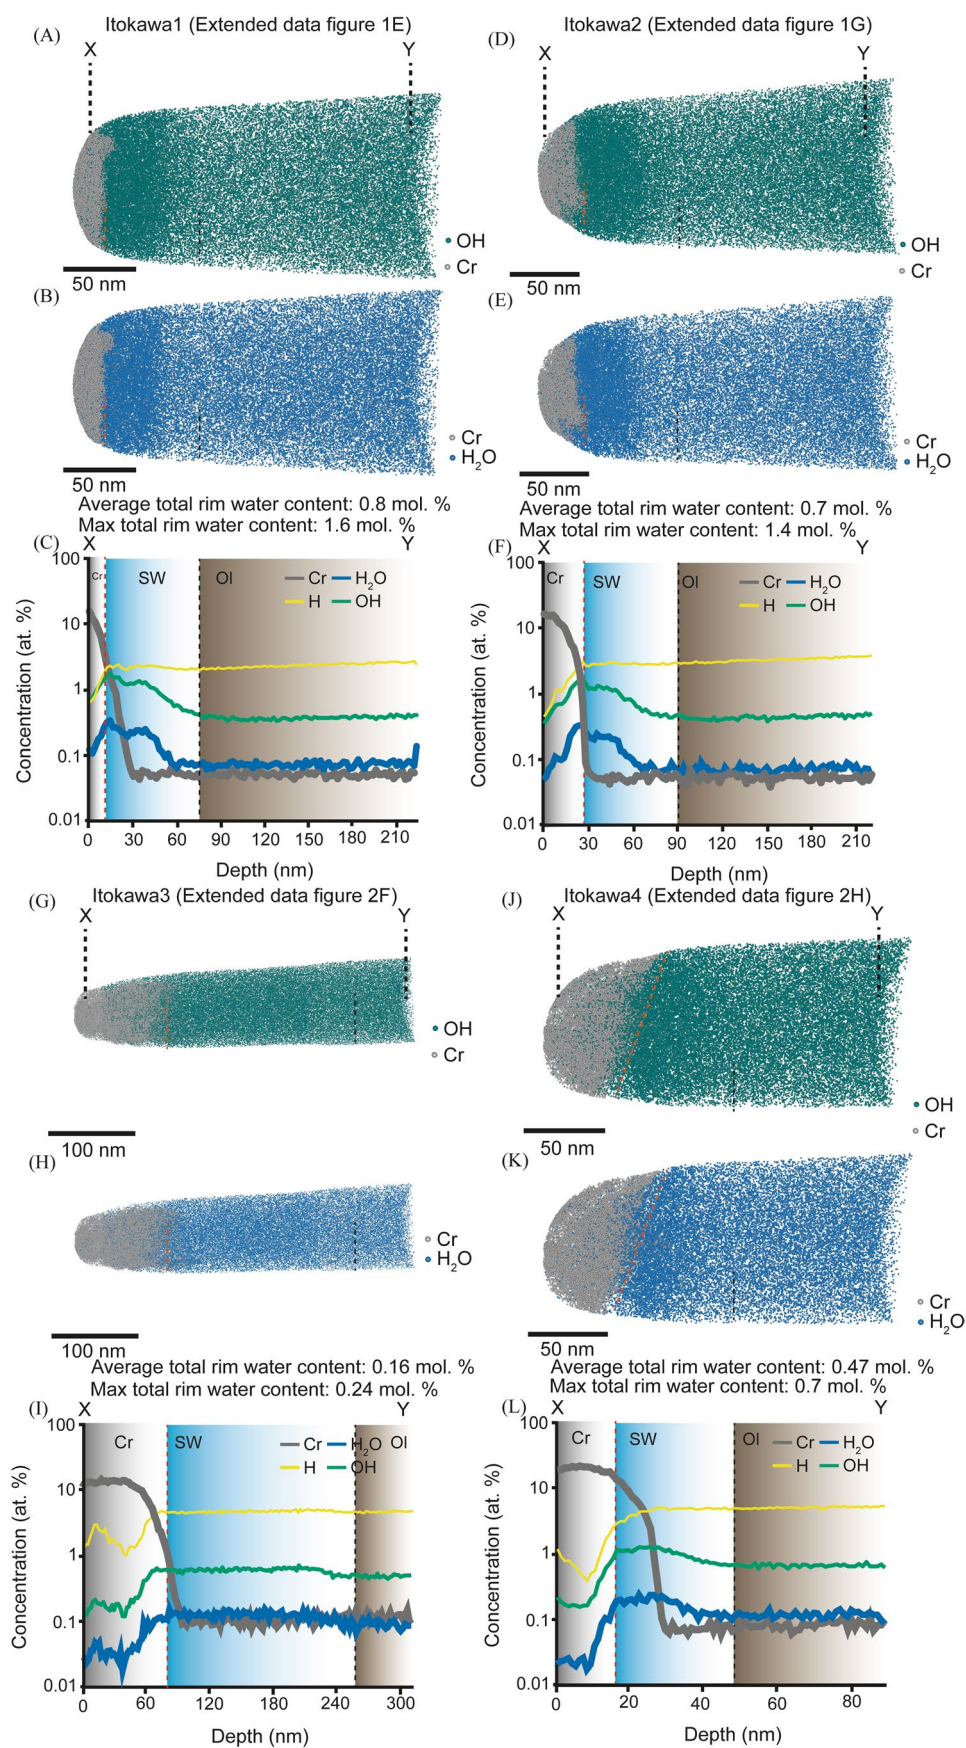 Itokawa1 (Extended data figure 1E)
(A)
X
Y
OH
Cr
50 nm
(B)
Cr
H2O
50 nm
Average total rim water content: 0.8 mol. %
Max total rim water content: 1.6 mol. %
(C)
X
Y
100
10
1
0.1
0.01
Concentration (at. %)
Cr
SW
Ol
Cr
H2O
H
OH
0
30
60
90
120
150
180
210
Depth (nm)
Itokawa2 (Extended data figure 1G)
(D)
X
Y
OH
Cr
50 nm
(E)
Cr
H2O
50 nm
Average total rim water content: 0.7 mol. %
Max total rim water content: 1.4 mol. %
(F)
X
Y
100
10
1
0.1
0.01
Concentration (at. %)
Cr
SW
Ol
Cr
H2O
H
OH
0
30
60
90
120
150
180
210
Depth (nm)
Itokawa3 (Extended data figure 2F)
(G)
X
Y
OH
Cr
100 nm
(H)
Cr
H2O
100 nm
Average total rim water content: 0.16 mol. %
Max total rim water content: 0.24 mol. %
(I)
X
Y
100
10
1
0.1
0.01
Concentration (at. %)
Cr
SW
Ol
Cr
H2O
H
OH
0
60
120
180
240
300
Depth (nm)
Itokawa4 (Extended data figure 2H)
(J)
X
Y
OH
Cr
50 nm
(K)
Cr
H2O
50 nm
Average total rim water content: 0.47 mol. %
Max total rim water content: 0.7 mol. %
(L)
X
Y
100
10
1
0.1
0.01
Concentration (at. %)
Cr
SW
Ol
Cr
H2O
H
OH
0
20
40
60
80
Depth (nm)